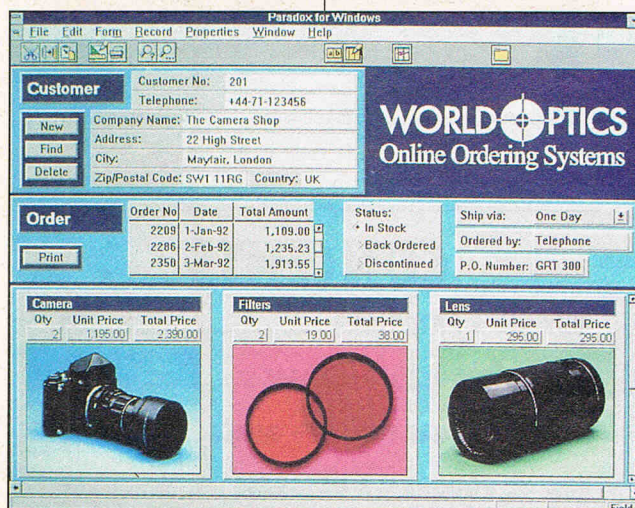 Paradox for Windows
File Edit Form Record Properties Window Help
Customer
Customer No: 201
Telephone: +44-71-123456
New
Find
Delete
Company Name: The Camera Shop
Address: 22 High Street
City: Mayfair, London
Zip/Postal Code: SW1 11RG Country: UK
WORLD OPTICS
Online Ordering Systems
Order
Print
Order No Date Total Amount
2209 1-Jan-92 1,109.00
2286 2-Feb-92 1,235.23
2350 3-Mar-92 1,913.55
Status:
In Stock
Back Ordered
Discontinued
Ship via: One Day
Ordered by: Telephone
P.O. Number: GRT 300
Camera
Qty Unit Price Total Price
2 1,195.00 2,390.00
Filters
Qty Unit Price Total Price
2 19.00 38.00
Lens
Qty Unit Price Total Price
1 295.00 295.00
Field